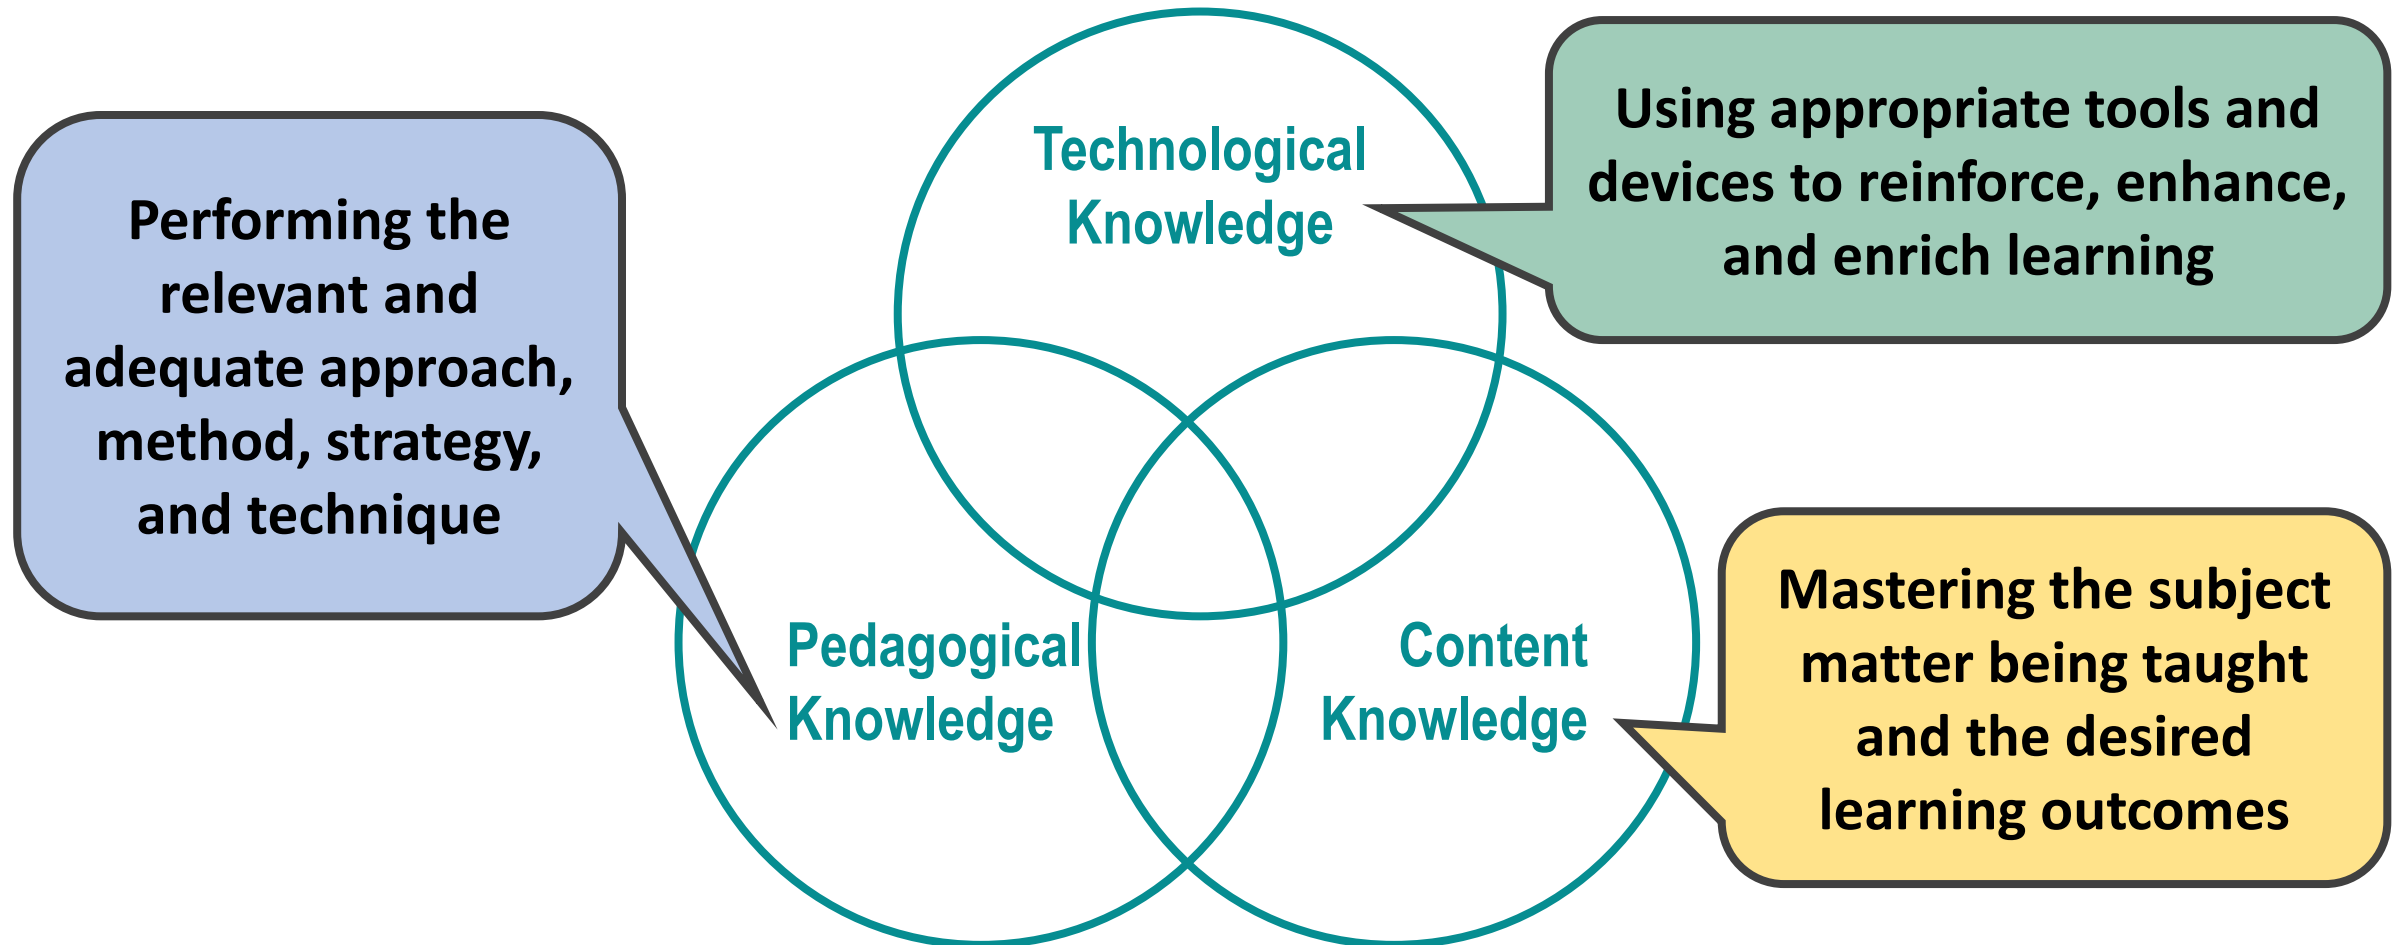 Technological
Knowledge
Using appropriate tools and
devices to reinforce, enhance,
and enrich learning
Performing the
relevant and
adequate approach,
method, strategy,
and technique
Pedagogical
Knowledge
Content
Knowledge
Mastering the subject
matter being taught
and the desired
learning outcomes